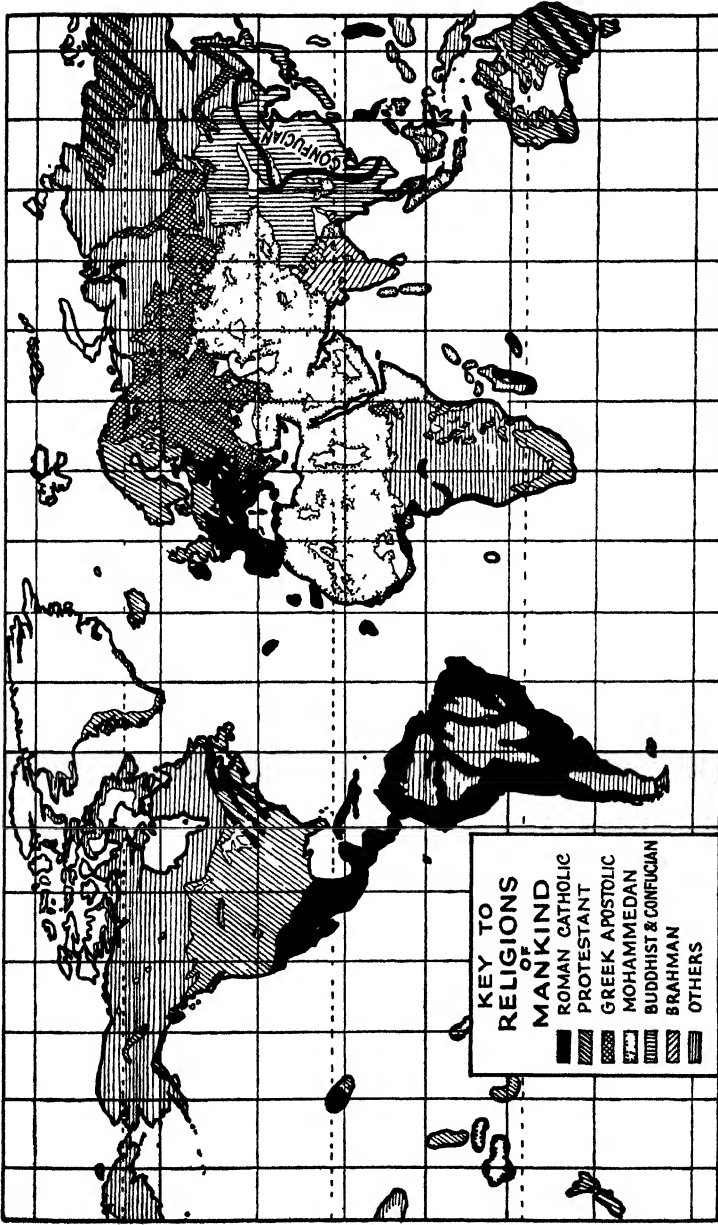 CONFUCIAN
KEY TO
RELIGIONS
OF
MANKIND
ROMAN CATHOLIC
PROTESTANT
GREEK APOSTOLIC
MOHAMMEDAN
BUDDHIST & CONFUCIAN
BRAHMAN
OTHERS